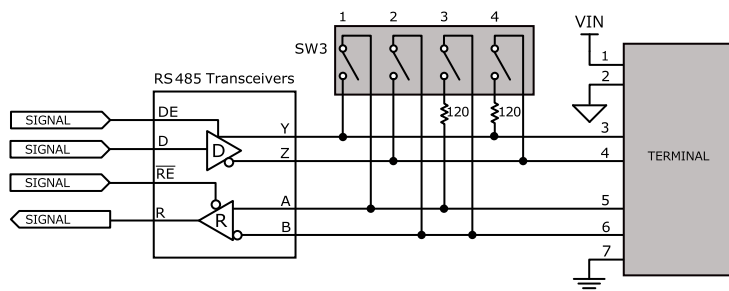 1 2 3 4
VIN
SW3
1
RS485 Transceivers
2
DE
SIGNAL
120 120
Y
3
D
SIGNAL
D
Z
4
TERMINAL
RE
SIGNAL
A
5
R
SIGNAL
R
B
6
7